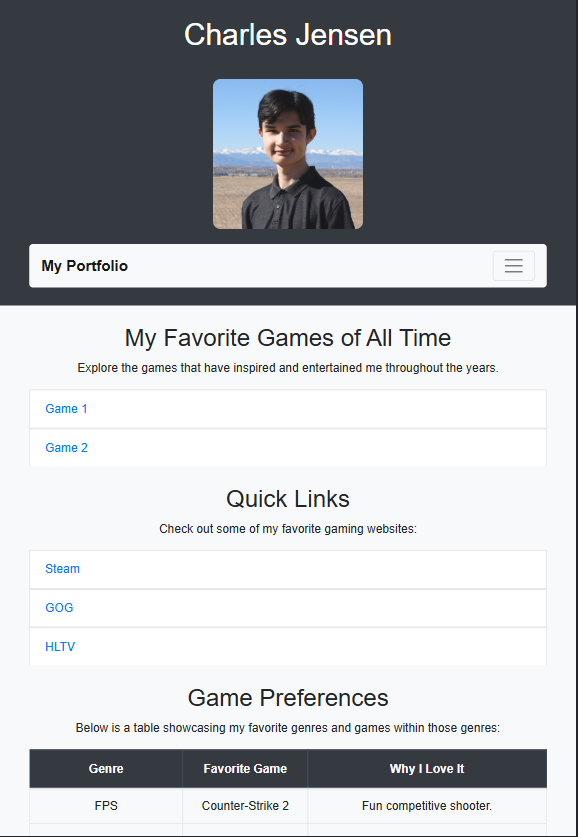 Charles Jensen
My Portfolio
My Favorite Games of All Time
Explore the games that have inspired and entertained me throughout the years.
Game 1
Game 2
Quick Links
Check out some of my favorite gaming websites:
Steam
GOG
HLTV
Game Preferences
Below is a table showcasing my favorite genres and games within those genres:
Genre Favorite Game Why I Love It
FPS Counter-Strike 2 Fun competitive shooter.